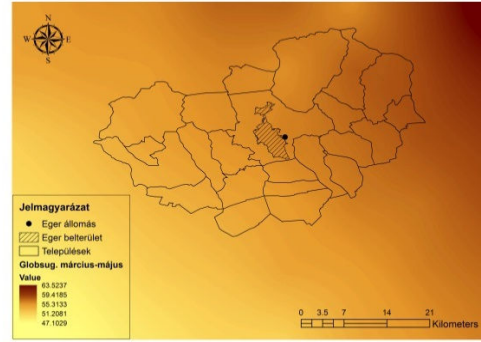 N
W E
S
Jelmagyarázat
Eger állomás
Eger belterület
Települések
Globsug. március-május
Value
63.5237
59.4185
55.3133
51.2081
47.1029
0 3.5 7 14 21
Kilometers